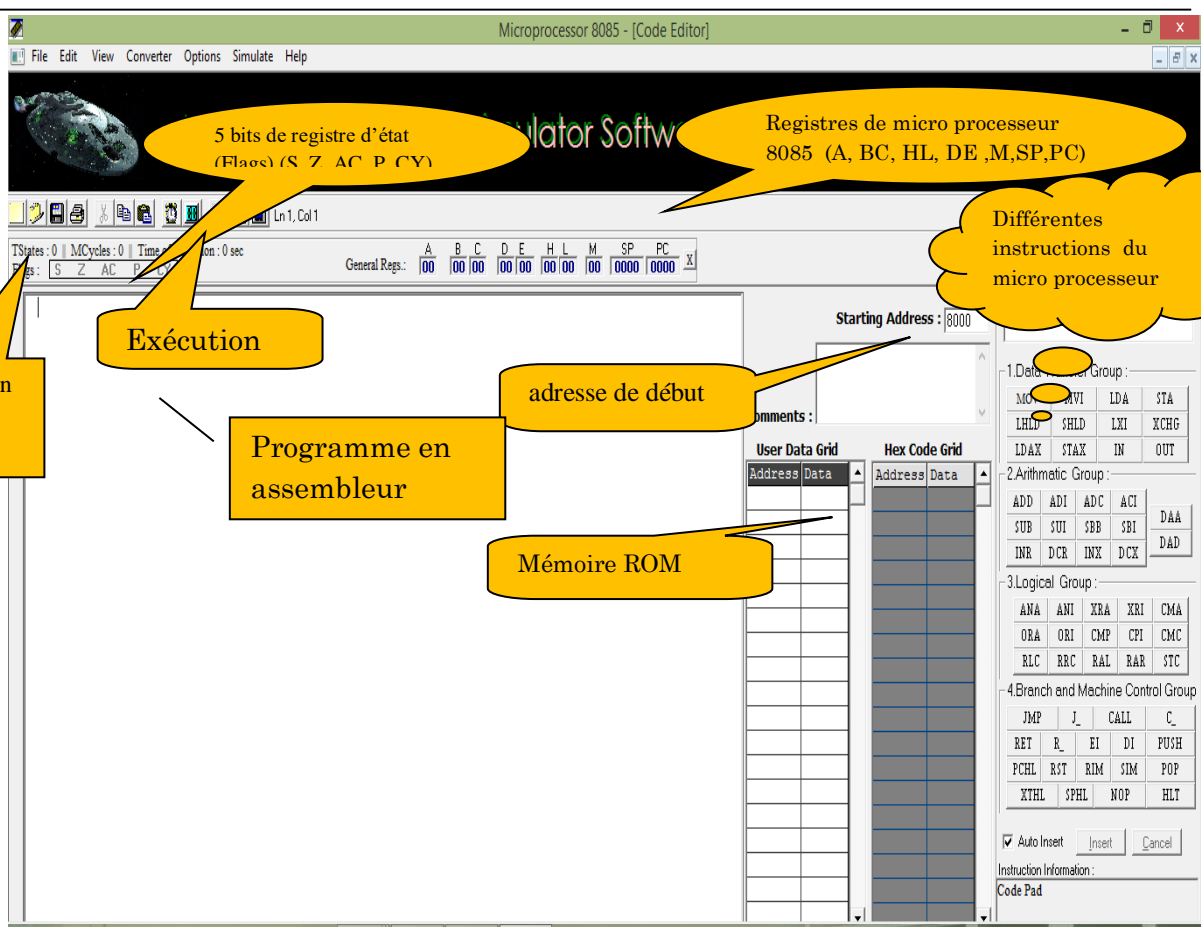 Microprocessor 8085 - [Code Editor]
File Edit View Converter Options Simulate Help
5 bits de registre d'état
(Flags) (S, Z, AC, P, CY)
Registres de micro processeur
8085 (A, BC, HL, DE ,M,SP,PC)
Différentes
instructions du
micro processeur
Ln 1, Col 1
TStates : 0 MCycles : 0 : 0 sec
S Z AC P CY
General Regs.:
A B C D E H L M SP PC
00 00 00 00 00 00 00 00 0000 0000 X
Exécution
Programme en
assembleur
adresse de début
Mémoire ROM
Starting Address : 8000
User Data Grid Hex Code Grid
Address Data Address Data
1.Data Group :
MVI LDA STA
LHLD SHLD LXI XCHG
LDAX STAX IN OUT
2.Arithmatic Group :
ADD ADI ADC ACI
DAA
SUB SUI SBB SBI
DAD
INR DCR INX DCX
3.Logical Group :
ANA ANI XRA XRI CMA
ORA ORI CMP CPI CMC
RLC RRC RAL RAR STC
4.Branch and Machine Control Group
JMP J_ CALL C_
RET R_ EI DI PUSH
PCHL RST RIM SIM POP
XTHL SPHL NOP HLT
Auto Insert Insert Cancel
Instruction Information :
Code Pad